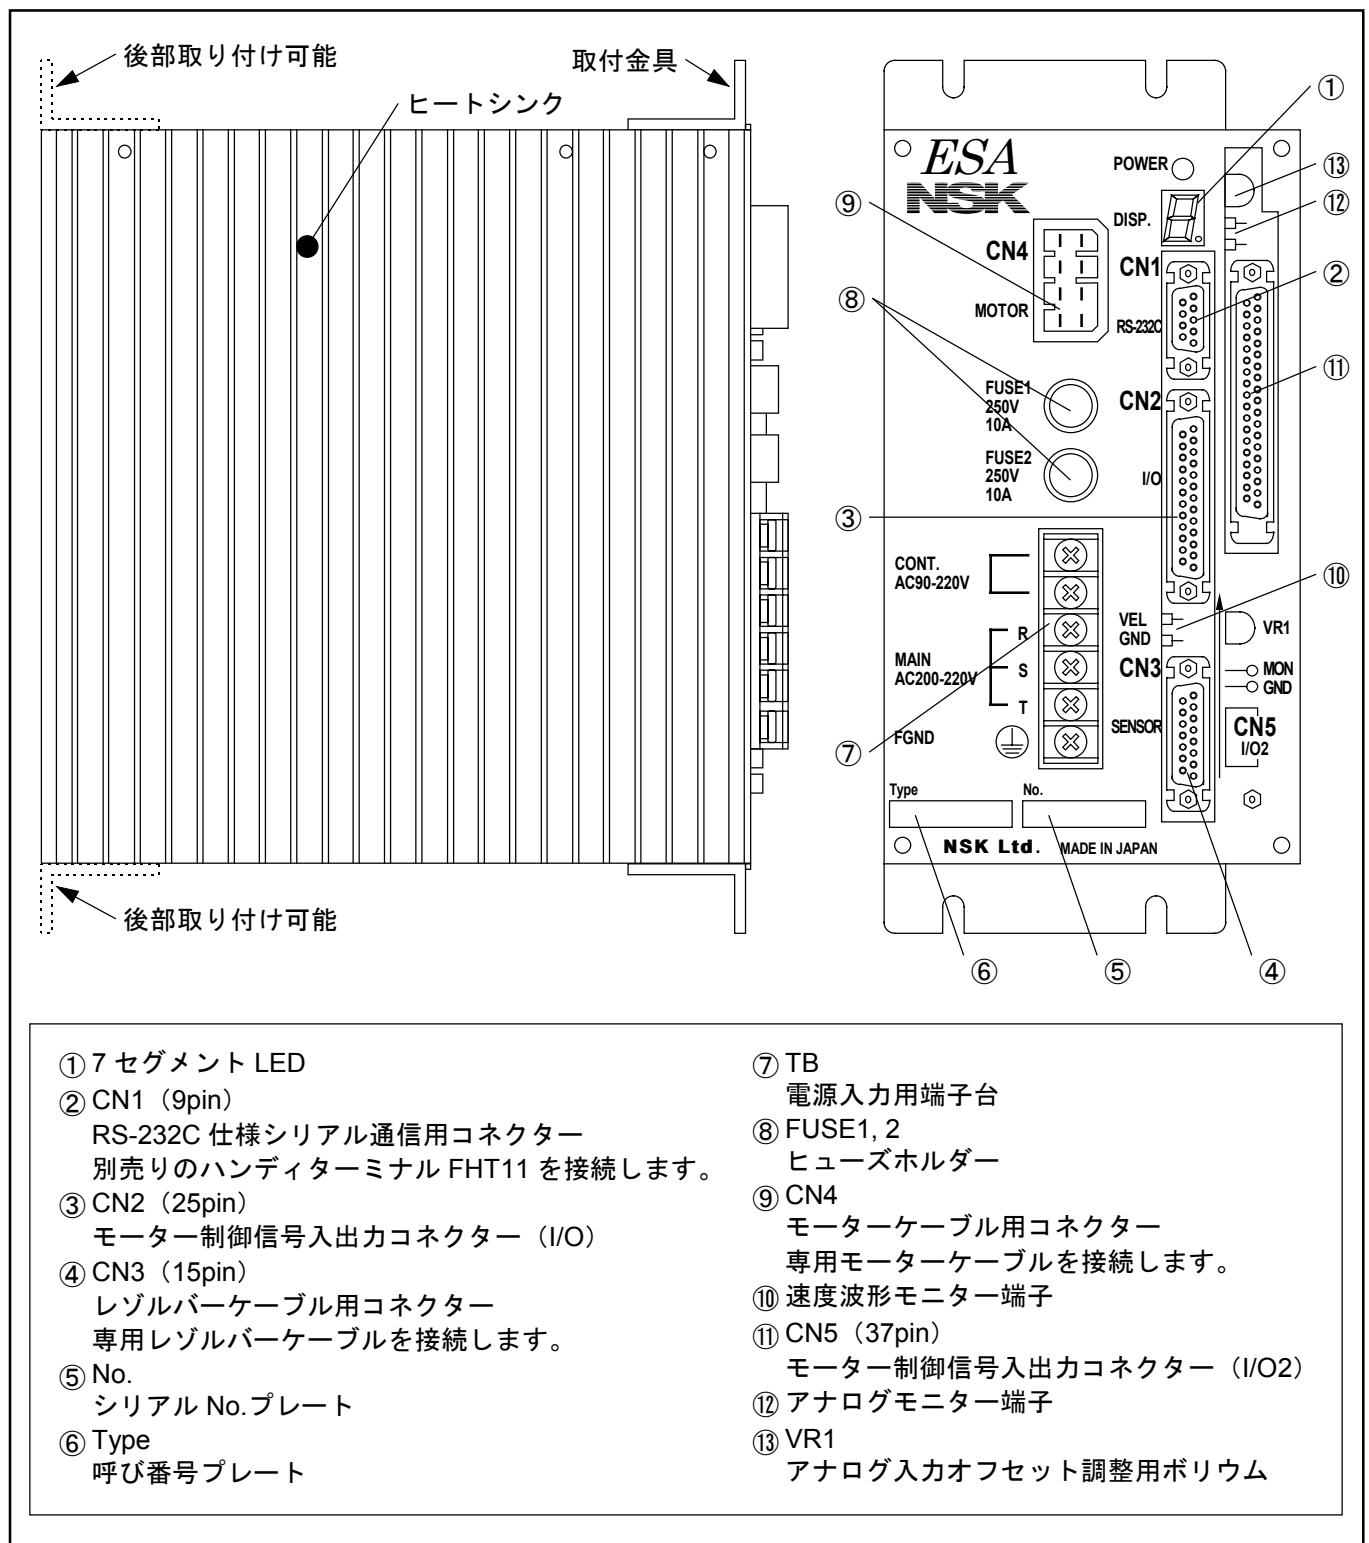 後部取り付け可能
取付金具
ヒートシンク
後部取り付け可能
①
⑬
⑫
②
⑪
⑩
⑨
⑧
③
⑦
⑥
⑤
④
ESA
NSK
POWER
DISP.
CN4
MOTOR
CN1
RS-232C
FUSE1
250V
10A
CN2
FUSE2
250V
10A
I/O
CONT.
AC90-220V
R
MAIN
AC200-220V
S
T
FGND
VEL
GND
VR1
CN3
MON
GND
SENSOR
CN5
I/O2
Type
No.
NSK Ltd. MADE IN JAPAN
① 7 セグメント LED
② CN1（9pin）
RS-232C 仕様シリアル通信用コネクター
別売りのハンディターミナル FHT11 を接続します。
③ CN2（25pin）
モーター制御信号入出力コネクター（I/O）
④ CN3（15pin）
レゾルバーケーブル用コネクター
専用レゾルバーケーブルを接続します。
⑤ No.
シリアル No.プレート
⑥ Type
呼び番号プレート
⑦ TB
電源入力用端子台
⑧ FUSE1, 2
ヒューズホルダー
⑨ CN4
モーターケーブル用コネクター
専用モーターケーブルを接続します。
⑩ 速度波形モニター端子
⑪ CN5（37pin）
モーター制御信号入出力コネクター（I/O2）
⑫ アナログモニター端子
⑬ VR1
アナログ入力オフセット調整用ボリウム